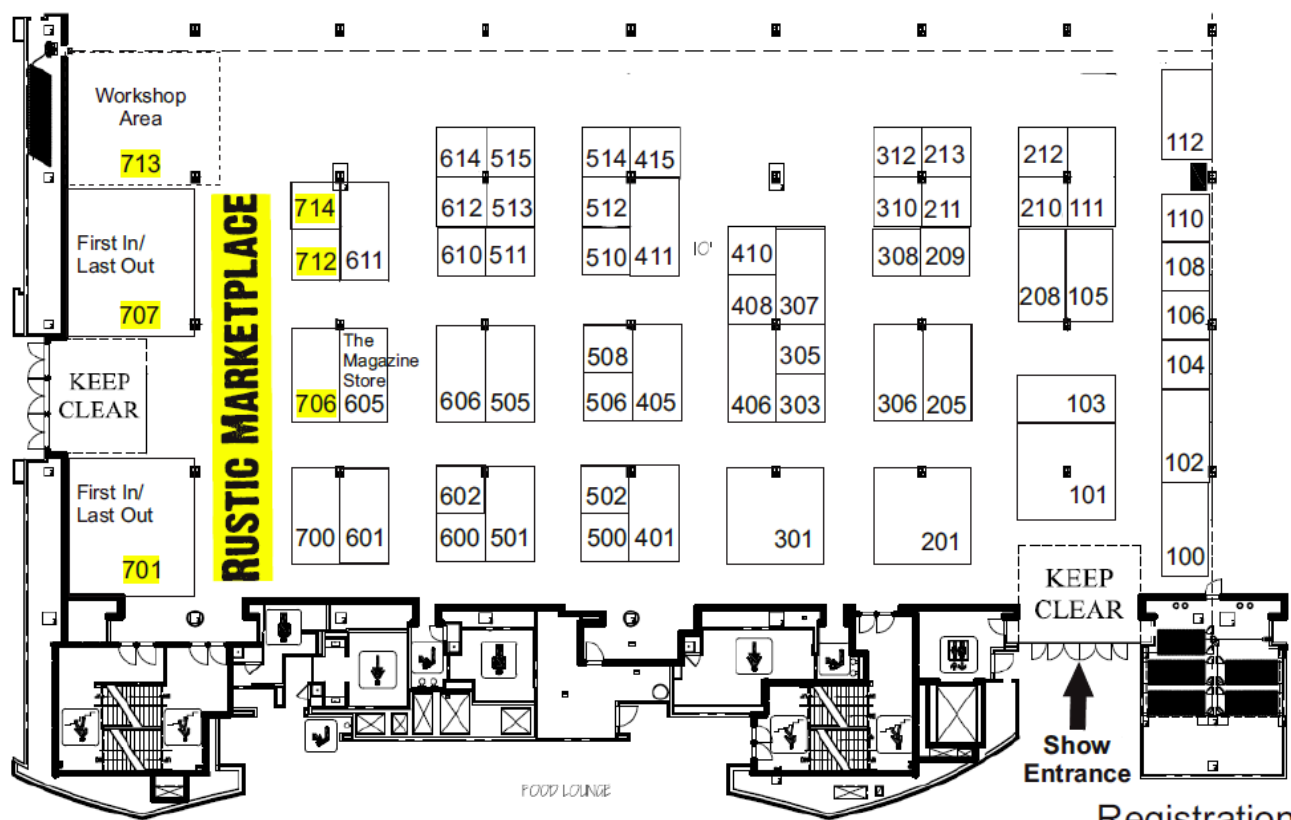 Workshop
Area
713
First In/
Last Out
707
KEEP
CLEAR
First In/
Last Out
701
RUSTIC MARKETPLACE
714
712 611
The
Magazine
Store
706 605
700 601
614 515
612 513
610 511
606 505
602
600 501
514 415
512
510 411
508
506 405
502
500 401
10'
410
408 307
305
406 303
301
312 213
310 211
308 209
306 205
201
212
210 111
208 105
103
101
KEEP
CLEAR
112
110
108
106
104
102
100
Show
Entrance
FOOD LOUNGE
Registration